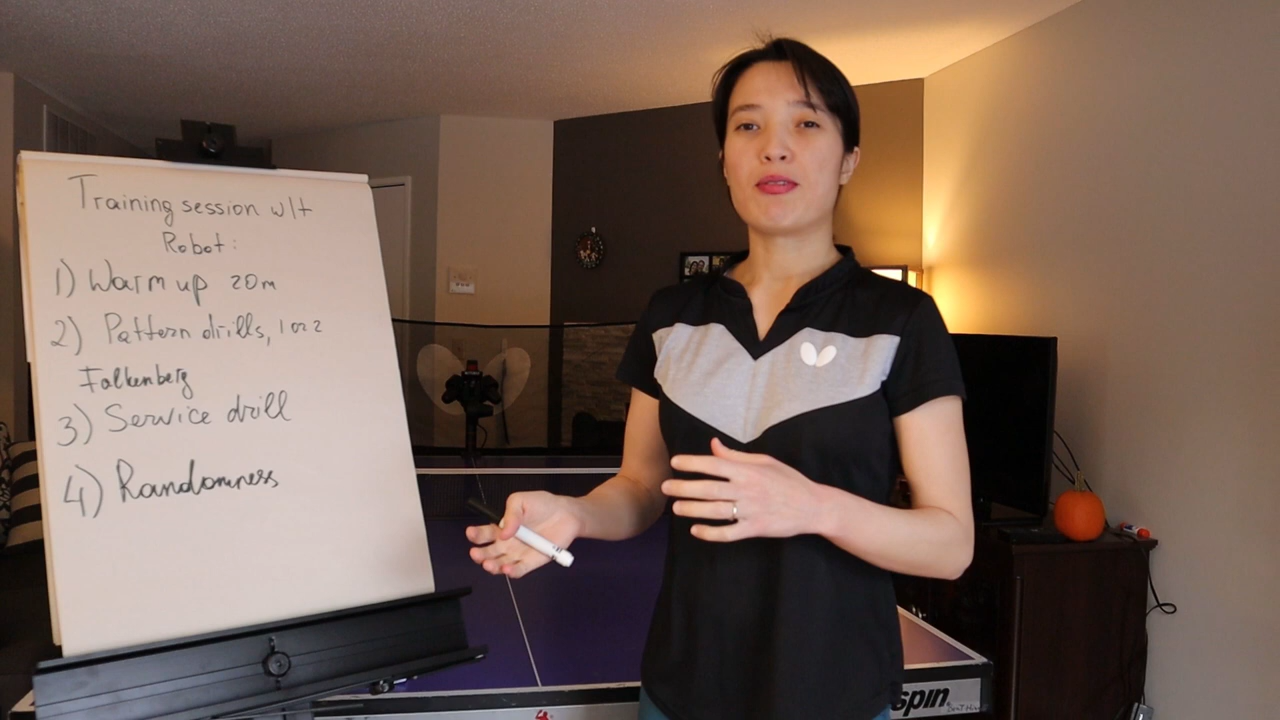 Training session w/t
Robot:
1) Warm up 20m
2) Pattern drills, 1 or 2
Falkenberg
3) Service drill
4) Randomness
spin